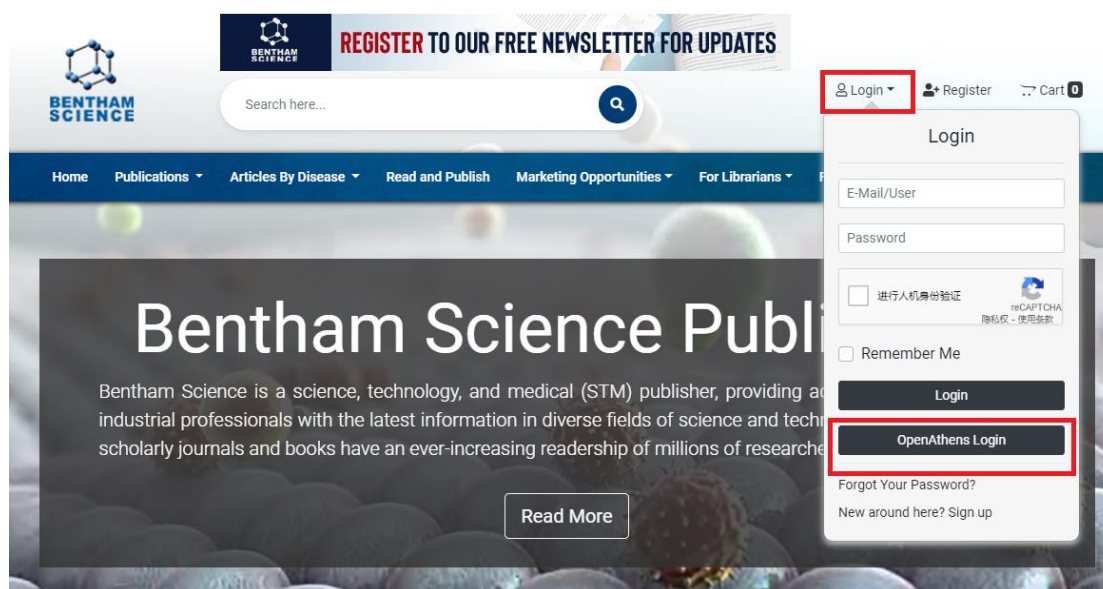 BENTHAM
SCIENCE
REGISTER TO OUR FREE NEWSLETTER FOR UPDATES
BENTHAM
SCIENCE
Search here...
Login
Register
Cart 0
Home Publications Articles By Disease Read and Publish Marketing Opportunities For Librarians F
Login
E-Mail/User
Password
进行人机身份验证
reCAPTCHA
隐私权 - 使用条款
Remember Me
Login
OpenAthens Login
Forgot Your Password?
New around here? Sign up
Bentham Science Publi
Bentham Science is a science, technology, and medical (STM) publisher, providing
industrial professionals with the latest information in diverse fields of science and
scholarly journals and books have an ever-increasing readership of millions of
Read More